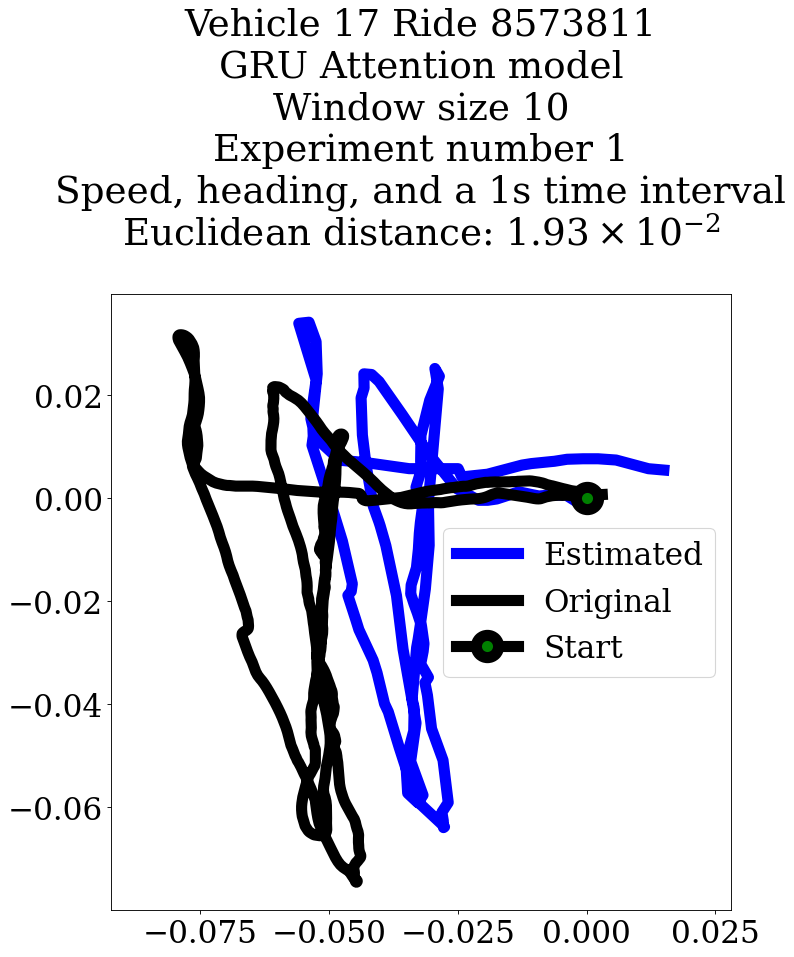 Vehicle 17 Ride 8573811
GRU Attention model
Window size 10
Experiment number 1
Speed, heading, and a 1s time interval
Euclidean distance: 1.93 × 10⁻²
0.02
0.00
−0.02
−0.04
−0.06
Estimated
Original
Start
−0.075 −0.050 −0.025 0.000 0.025